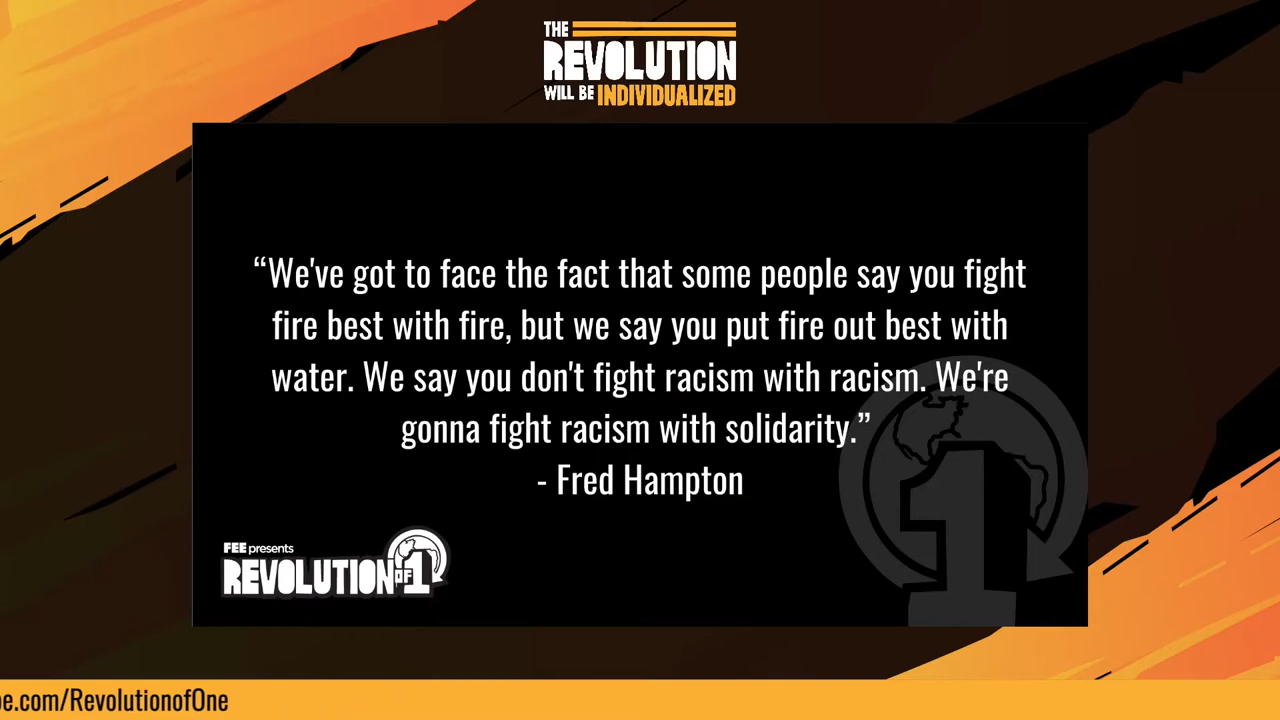 THE
REVOLUTION
WILL BE INDIVIDUALIZED
“We've got to face the fact that some people say you fight
fire best with fire, but we say you put fire out best with
water. We say you don't fight racism with racism. We're
gonna fight racism with solidarity.”
- Fred Hampton
FEE presents
REVOLUTION OF 1
1
be.com/RevolutionofOne